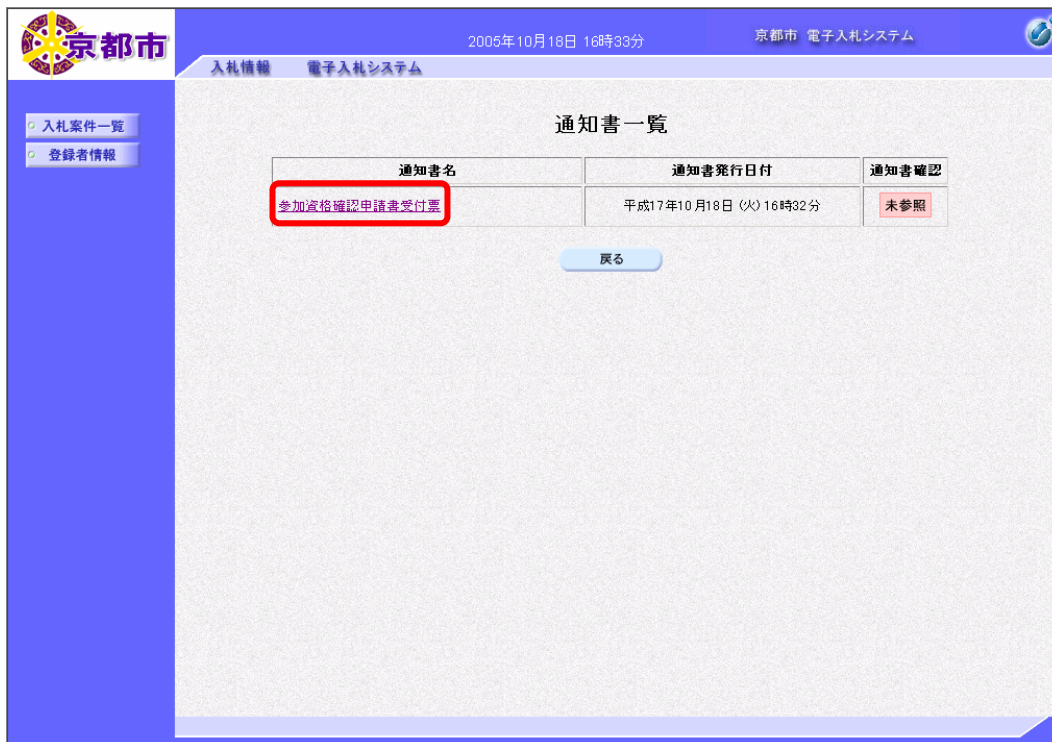 京都市
2005年10月18日 16時33分
京都市 電子入札システム
入札情報 電子入札システム
入札案件一覧
登録者情報
通知書一覧
通知書名 通知書発行日付 通知書確認
参加資格確認申請書受付票 平成17年10月18日(火)16時32分 未参照
戻る